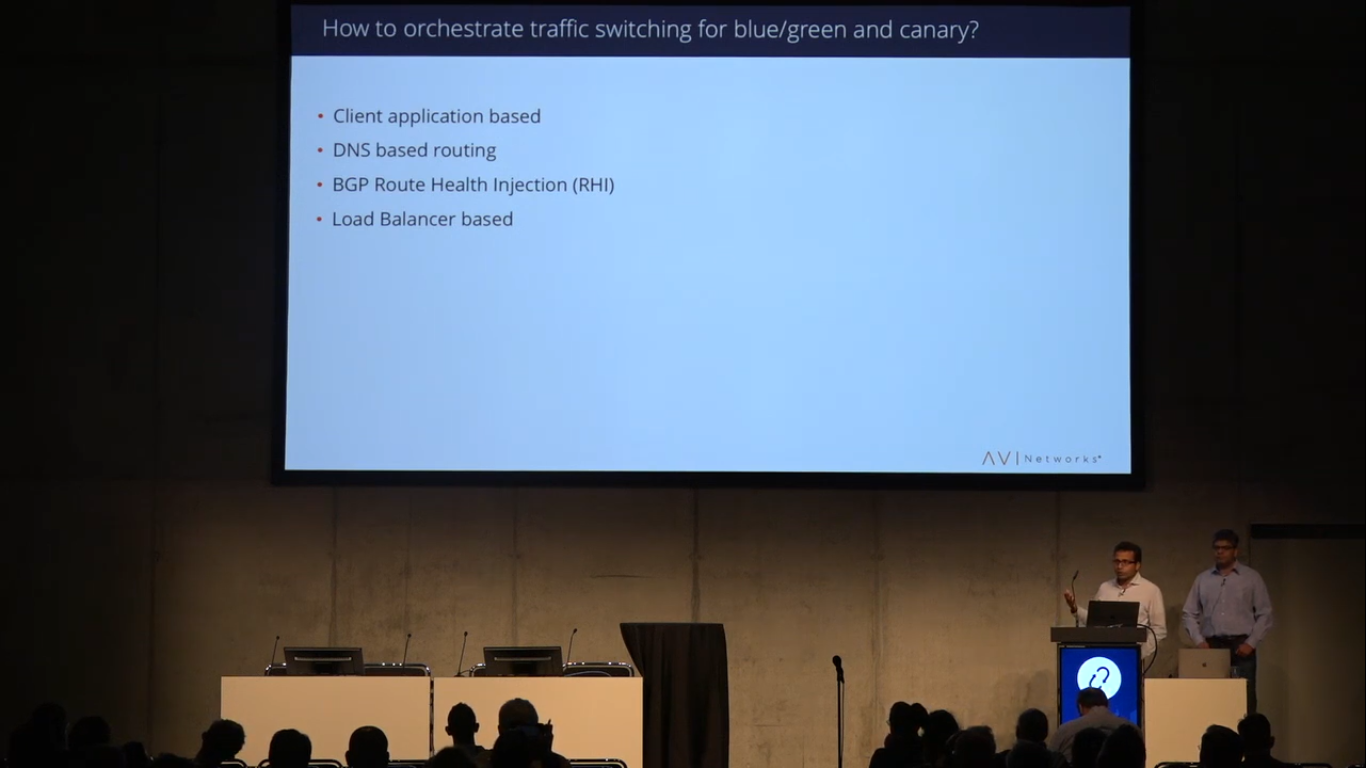 How to orchestrate traffic switching for blue/green and canary?
• Client application based
• DNS based routing
• BGP Route Health Injection (RHI)
• Load Balancer based
AVI Networks